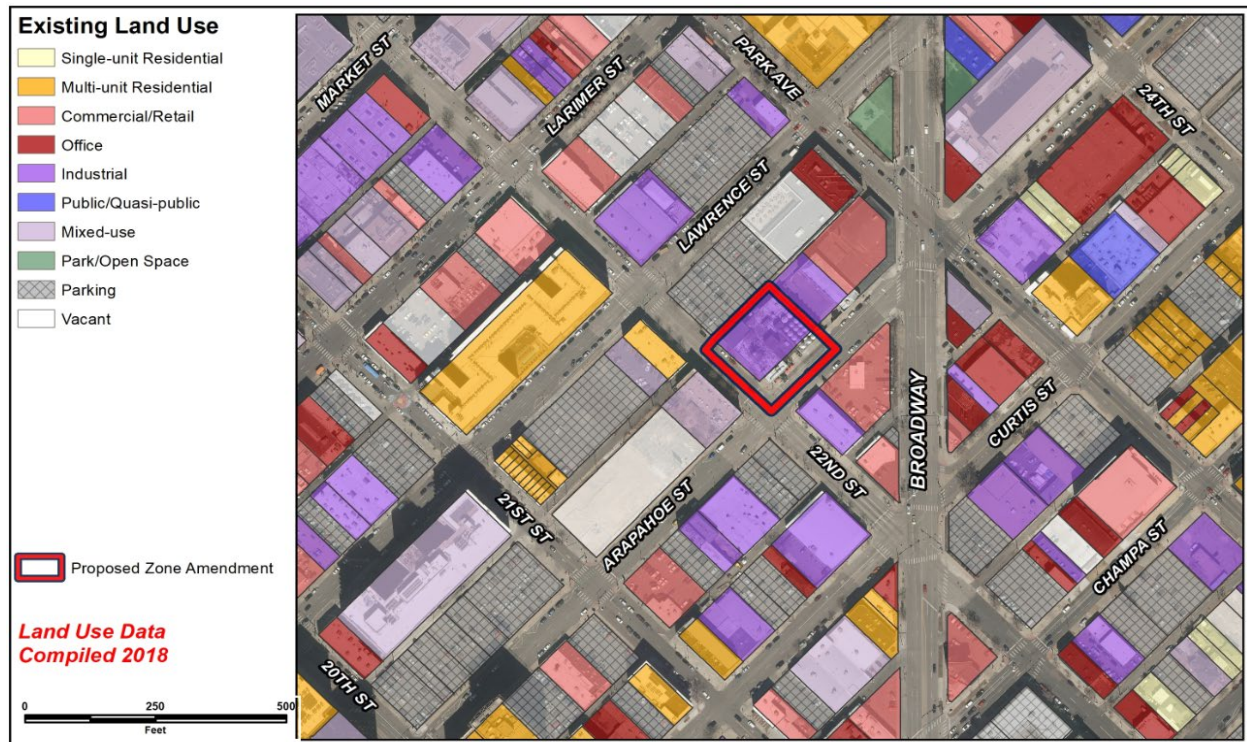 Existing Land Use
Single-unit Residential
Multi-unit Residential
Commercial/Retail
Office
Industrial
Public/Quasi-public
Mixed-use
Park/Open Space
Parking
Vacant
Proposed Zone Amendment
Land Use Data
Compiled 2018
0 250 500
Feet
MARKET ST
LARIMER ST
PARK AVE
24TH ST
LAWRENCE ST
BROADWAY
CURTIS ST
22ND ST
21ST ST
ARAPAHOE ST
CHAMPA ST
20TH ST